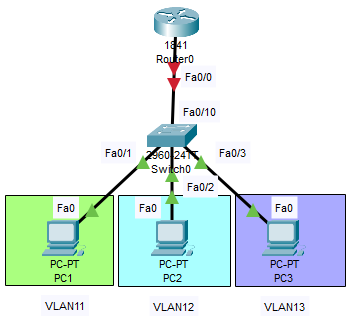 1841
Router0
Fa0/0
Fa0/10
Fa0/1
2960-24TT
Fa0/3
Switch0
Fa0/2
Fa0
Fa0
Fa0
PC-PT
PC1
PC-PT
PC2
PC-PT
PC3
VLAN11
VLAN12
VLAN13